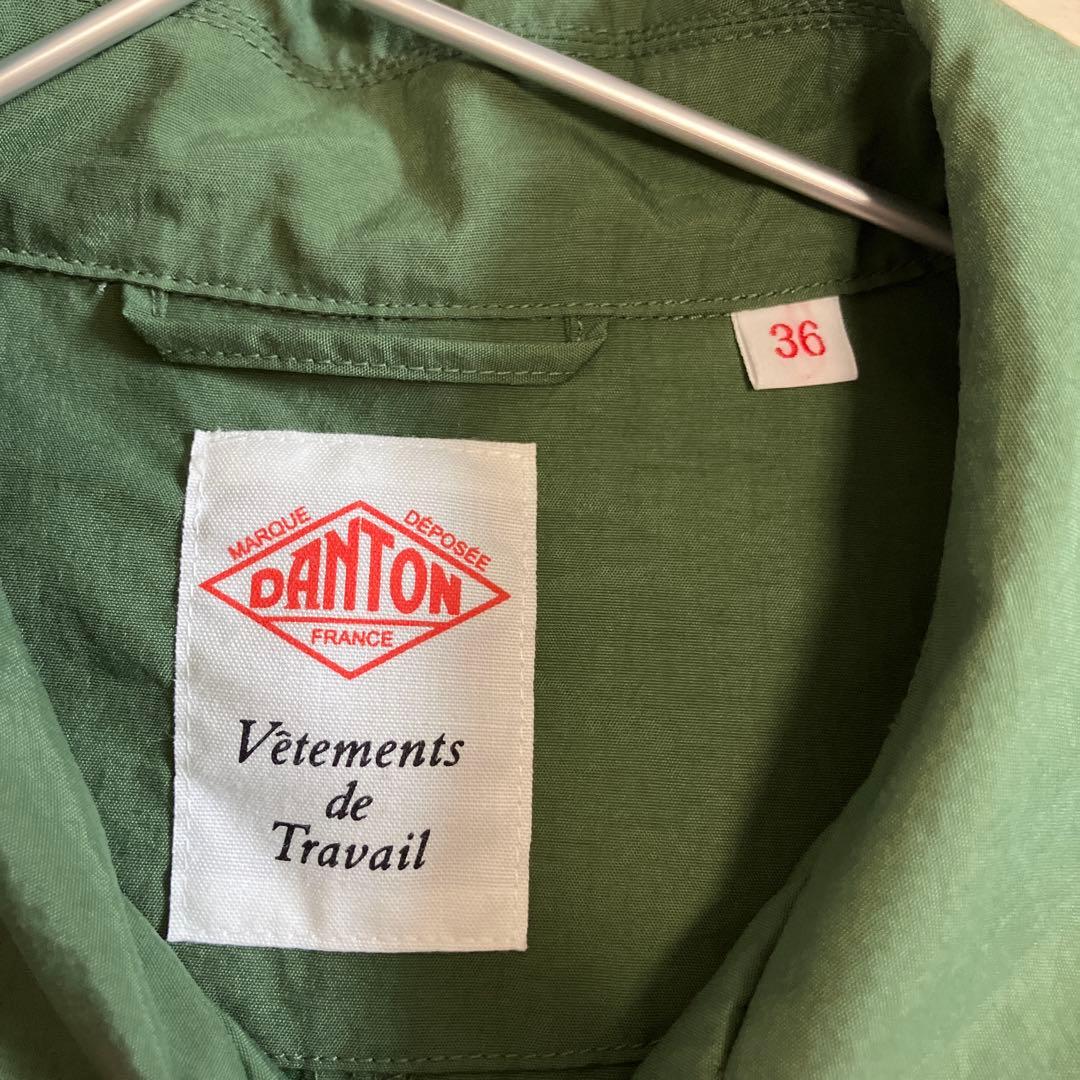 36
MARQUE DÉPOSÉE
DANTON
FRANCE
Vêtements
de
Travail